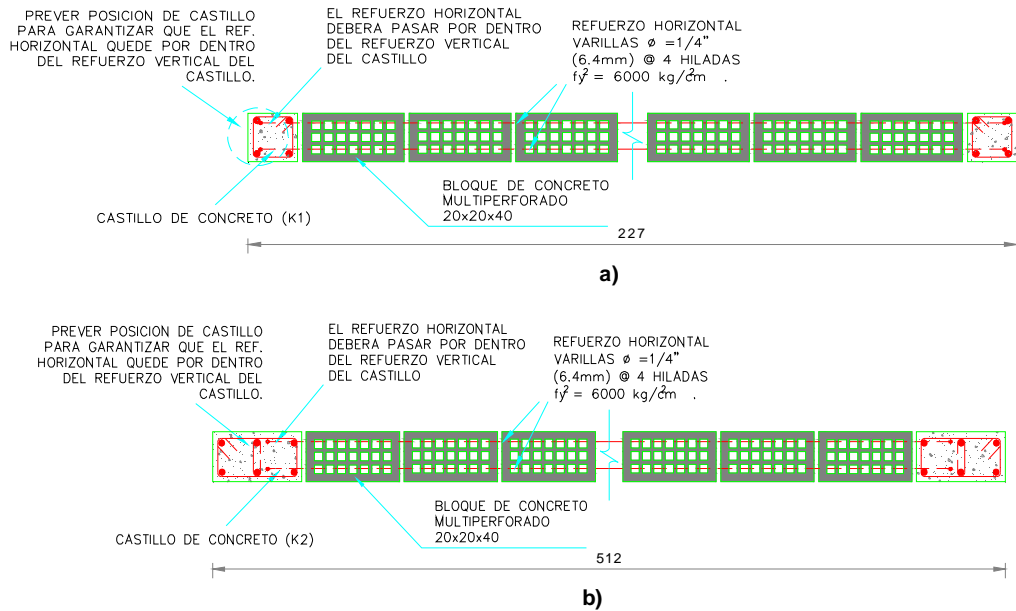 PREVER POSICION DE CASTILLO
PARA GARANTIZAR QUE EL REF.
HORIZONTAL QUEDE POR DENTRO
DEL REFUERZO VERTICAL DEL
CASTILLO.
EL REFUERZO HORIZONTAL
DEBERA PASAR POR DENTRO
DEL REFUERZO VERTICAL
DEL CASTILLO
REFUERZO HORIZONTAL
VARILLAS ø =1/4"
(6.4mm) @ 4 HILADAS
fy² = 6000 kg/cm² .
CASTILLO DE CONCRETO (K1)
BLOQUE DE CONCRETO
MULTIPERFORADO
20x20x40
227
a)
PREVER POSICION DE CASTILLO
PARA GARANTIZAR QUE EL REF.
HORIZONTAL QUEDE POR DENTRO
DEL REFUERZO VERTICAL DEL
CASTILLO.
EL REFUERZO HORIZONTAL
DEBERA PASAR POR DENTRO
DEL REFUERZO VERTICAL
DEL CASTILLO
REFUERZO HORIZONTAL
VARILLAS ø =1/4"
(6.4mm) @ 4 HILADAS
fy² = 6000 kg/cm² .
CASTILLO DE CONCRETO (K2)
BLOQUE DE CONCRETO
MULTIPERFORADO
20x20x40
512
b)